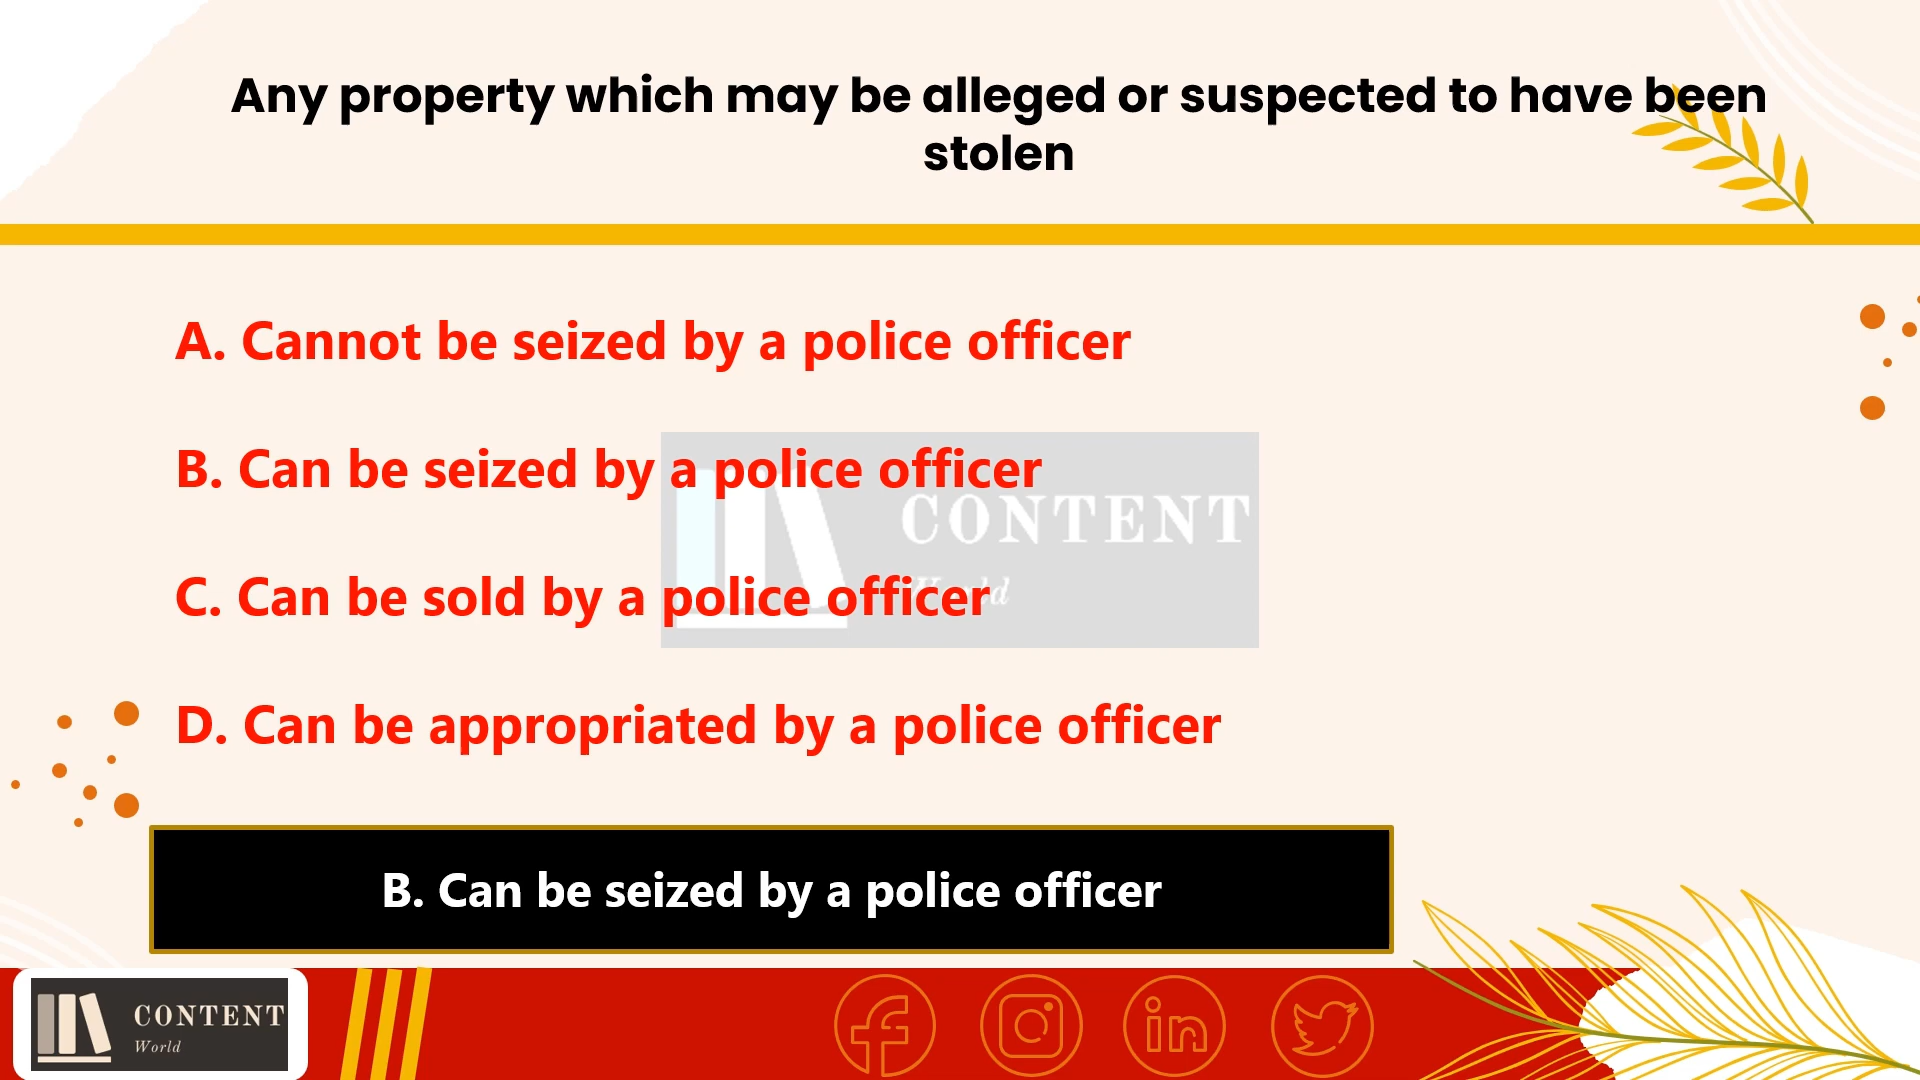 Any property which may be alleged or suspected to have been
stolen
A. Cannot be seized by a police officer
B. Can be seized by a police officer
C. Can be sold by a police officer
D. Can be appropriated by a police officer
CONTENT
World
B. Can be seized by a police officer
CONTENT
World